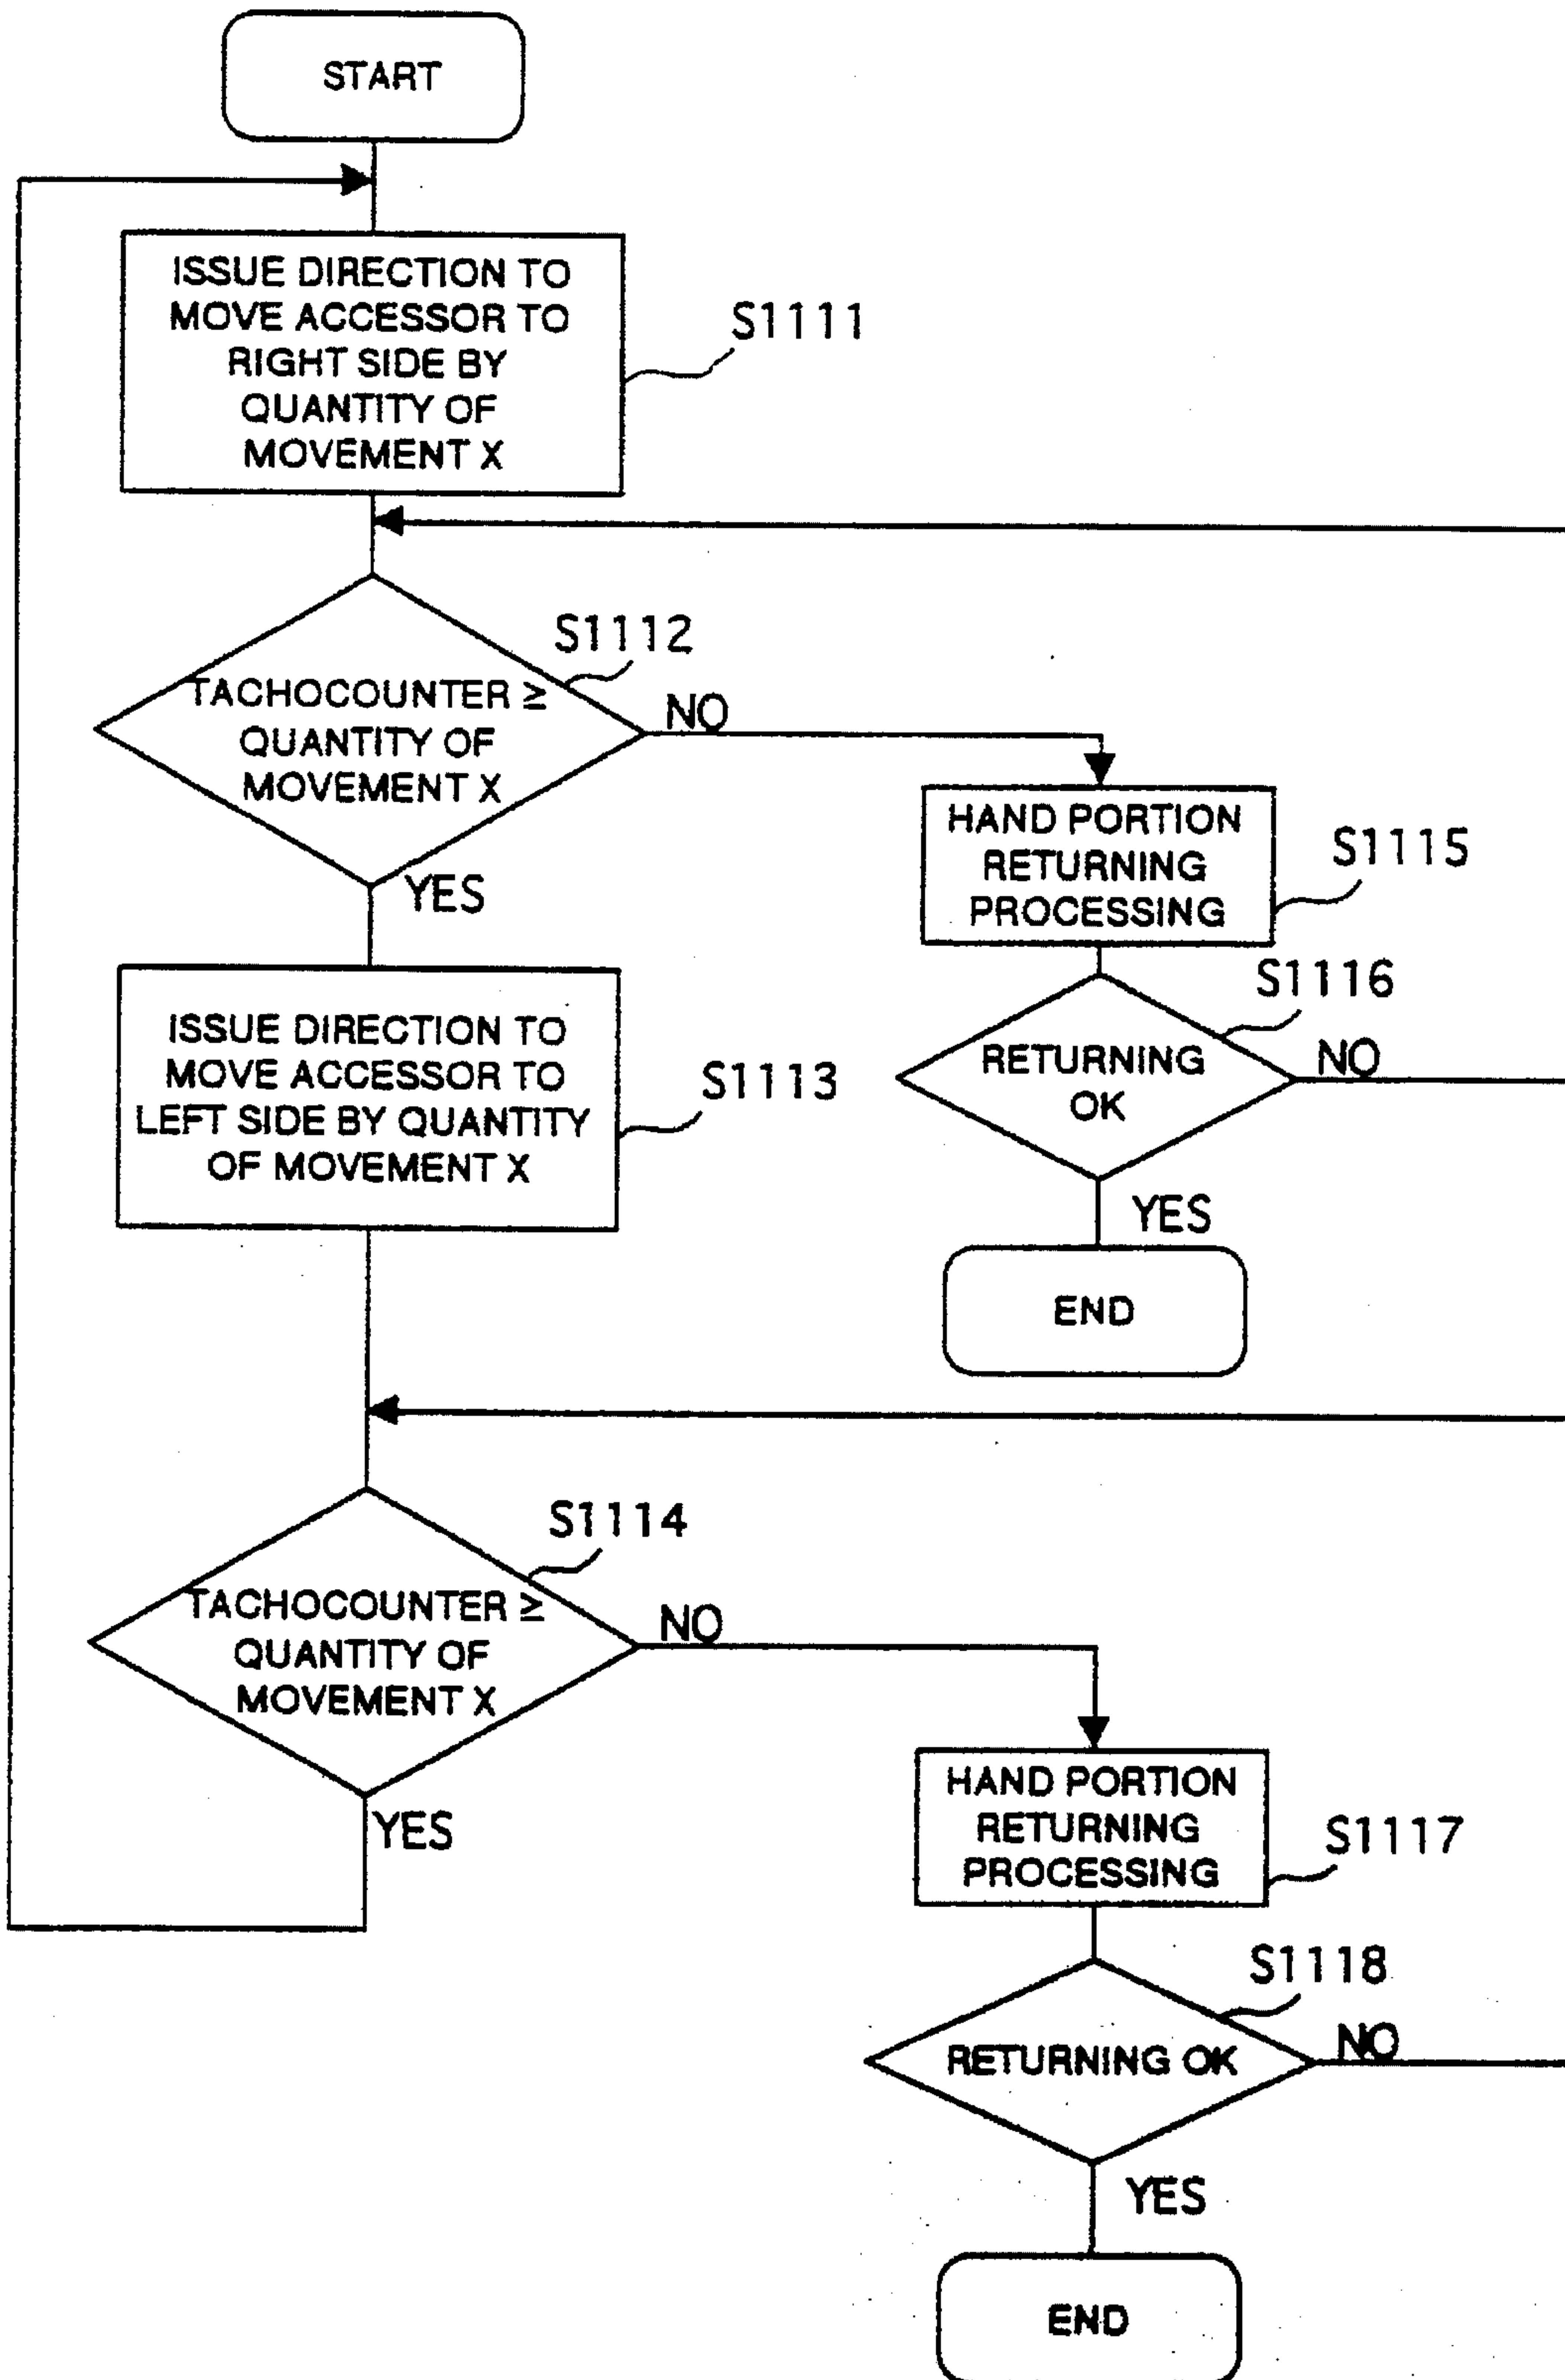 START
ISSUE DIRECTION TO
MOVE ACCESSOR TO
RIGHT SIDE BY
QUANTITY OF
MOVEMENT X
S1111
S1112
TACHOCOUNTER ≥
QUANTITY OF
MOVEMENT X
NO
YES
HAND PORTION
RETURNING
PROCESSING
S1115
S1116
RETURNING
OK
NO
YES
END
ISSUE DIRECTION TO
MOVE ACCESSOR TO
LEFT SIDE BY QUANTITY
OF MOVEMENT X
S1113
S1114
TACHOCOUNTER ≥
QUANTITY OF
MOVEMENT X
NO
YES
HAND PORTION
RETURNING
PROCESSING
S1117
S1118
RETURNING OK
NO
YES
END